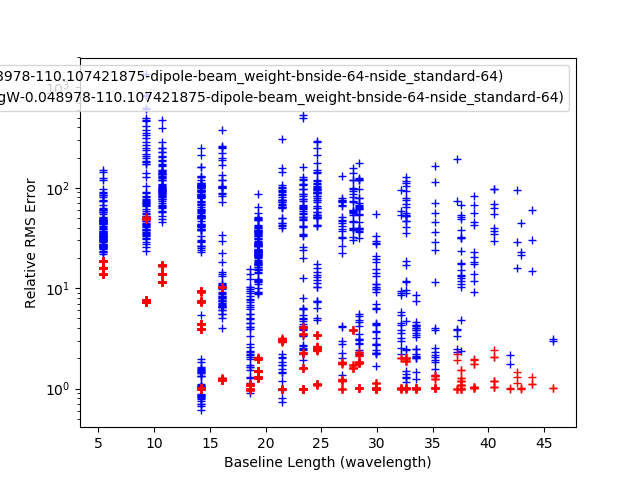 8978-110.107421875-dipole-beam_weight-bnside-64-nside_standard-64)
gW-0.048978-110.107421875-dipole-beam_weight-bnside-64-nside_standard-64)
10³
10²
10¹
10⁰
Relative RMS Error
5 10 15 20 25 30 35 40 45
Baseline Length (wavelength)